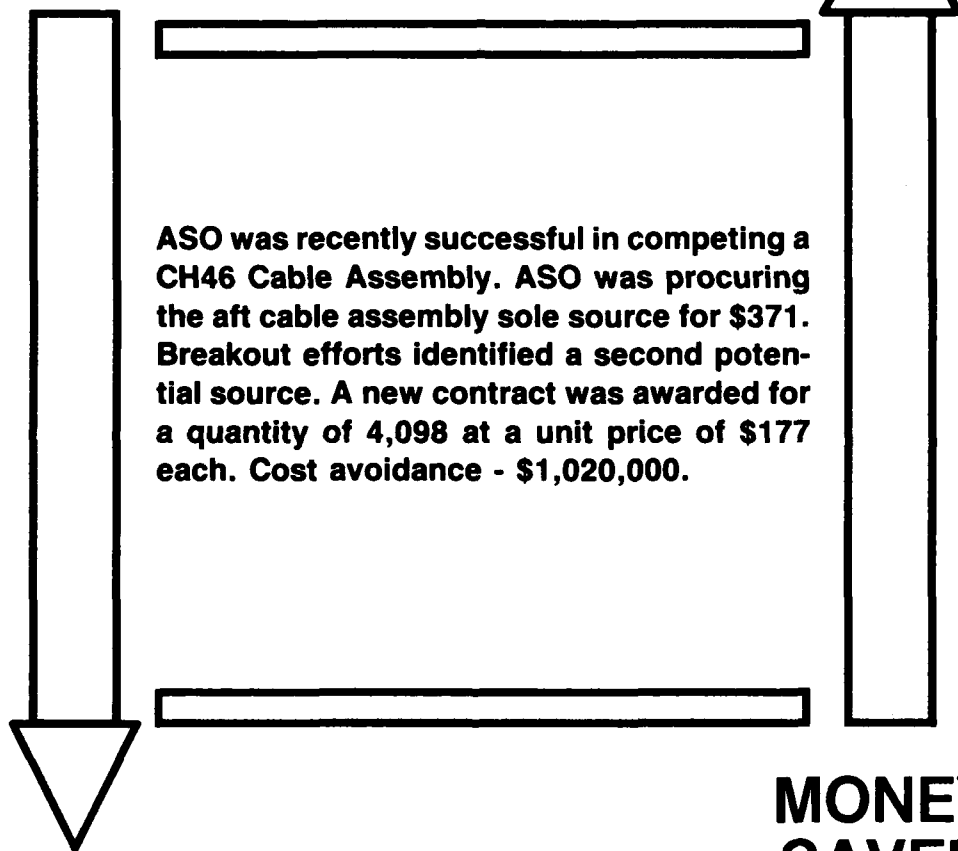 ASO was recently successful in competing a
CH46 Cable Assembly. ASO was procuring
the aft cable assembly sole source for $371.
Breakout efforts identified a second poten-
tial source. A new contract was awarded for
a quantity of 4,098 at a unit price of $177
each. Cost avoidance - $1,020,000.